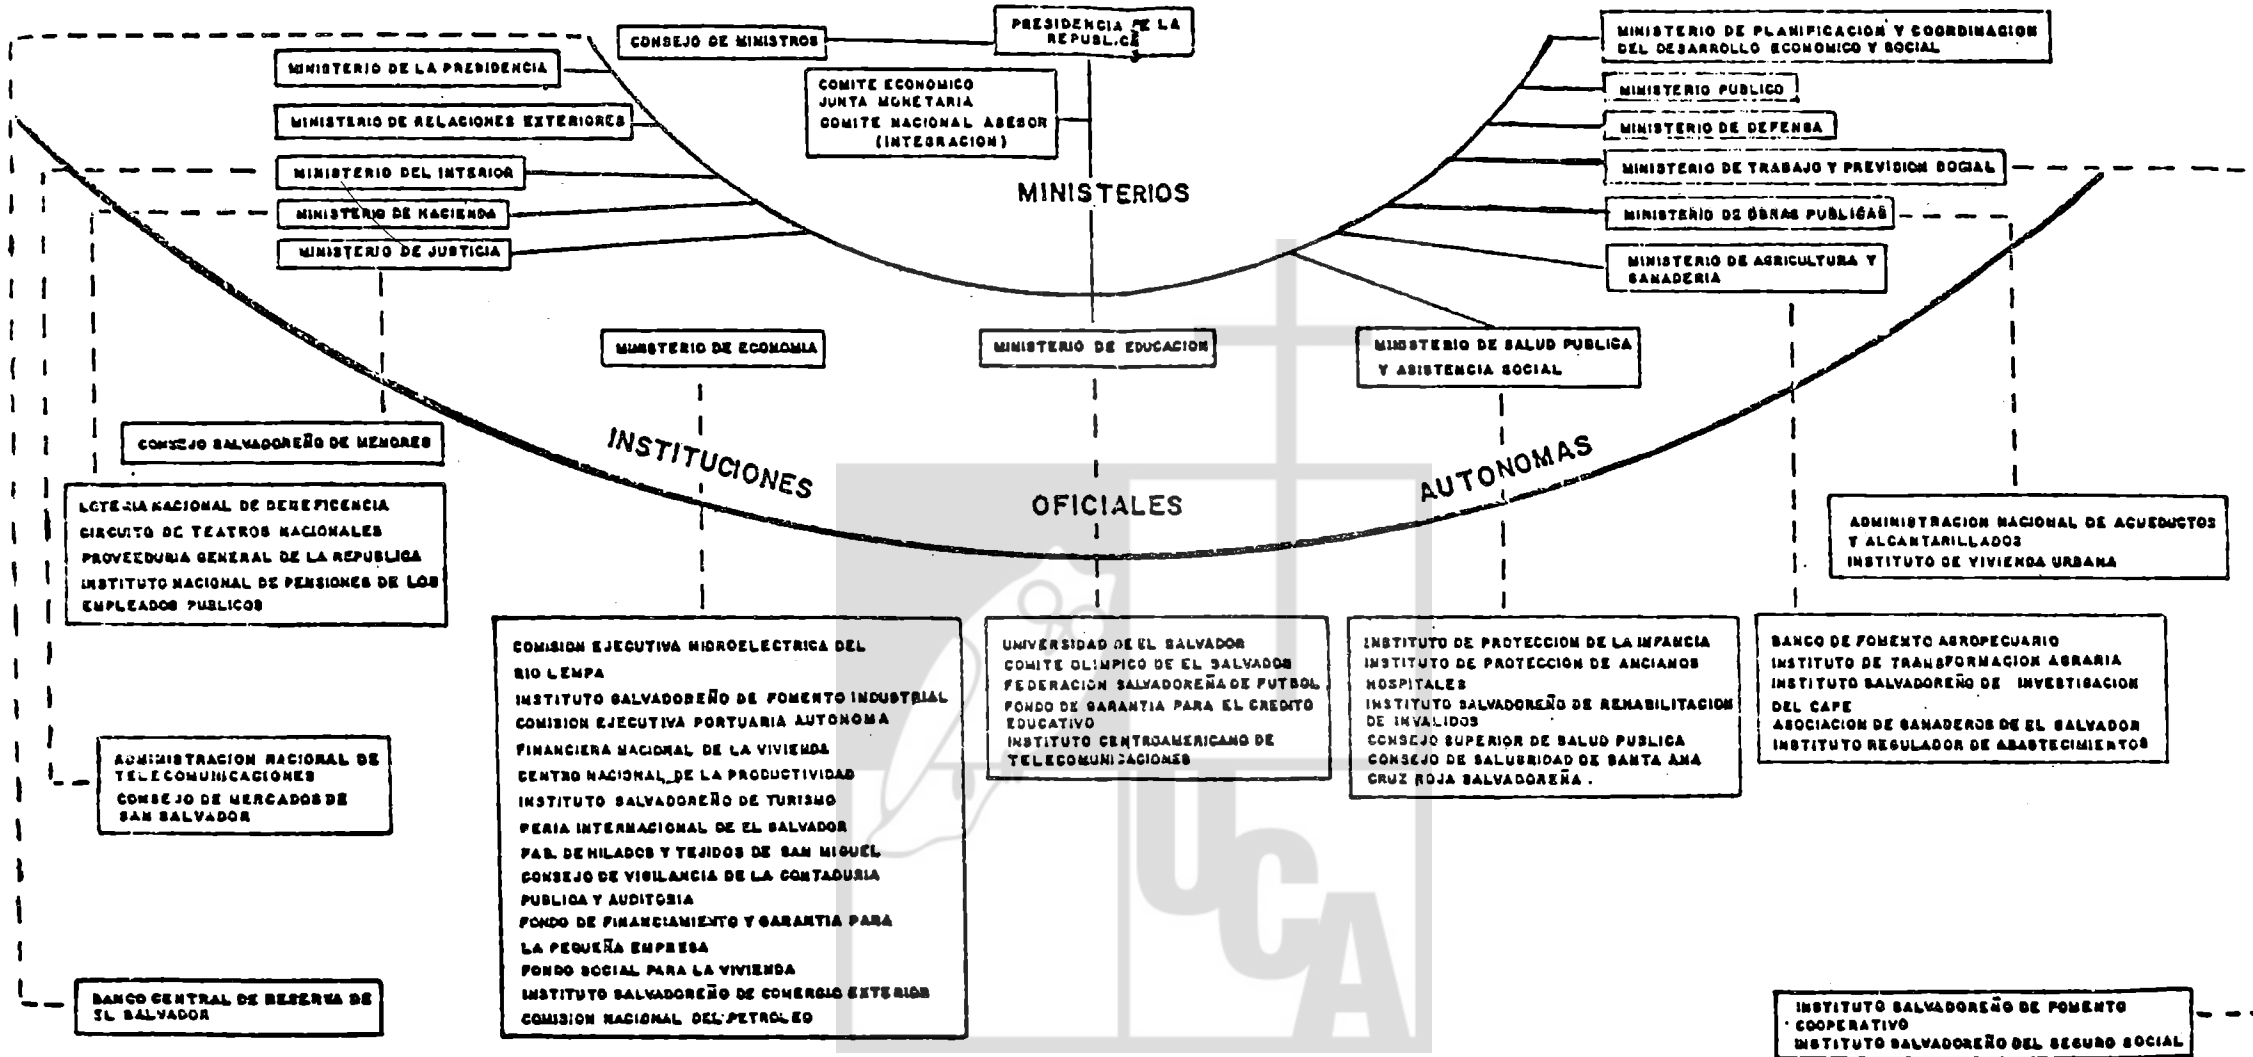 CONSEJO DE MINISTROS
PRESIDENCIA DE LA
REPUBLICA
COMITE ECONOMICO
JUNTA MONETARIA
COMITE NACIONAL ASESOR
(INTEGRACION)
MINISTERIO DE LA PRESIDENCIA
MINISTERIO DE RELACIONES EXTERIORES
MINISTERIO DEL INTERIOR
MINISTERIO DE HACIENDA
MINISTERIO DE JUSTICIA
MINISTERIOS
MINISTERIO DE PLANIFICACION Y COORDINACION
DEL DESARROLLO ECONOMICO Y SOCIAL
MINISTERIO PUBLICO
MINISTERIO DE DEFENSA
MINISTERIO DE TRABAJO Y PREVISION SOCIAL
MINISTERIO DE OBRAS PUBLICAS
MINISTERIO DE AGRICULTURA Y
GANADERIA
MINISTERIO DE ECONOMIA
MINISTERIO DE EDUCACION
MINISTERIO DE SALUD PUBLICA
Y ASISTENCIA SOCIAL
INSTITUCIONES
OFICIALES
AUTONOMAS
CONSEJO SALVADOREÑO DE MENORES
LOTERIA NACIONAL DE BENEFICENCIA
CIRCUITO DE TEATROS NACIONALES
PROVEEDURIA GENERAL DE LA REPUBLICA
INSTITUTO NACIONAL DE PENSIONES DE LOS
EMPLEADOS PUBLICOS
ADMINISTRACION NACIONAL DE
TELECOMUNICACIONES
CONSEJO DE MERCADOS DE
SAN SALVADOR
BANCO CENTRAL DE RESERVA DE
EL SALVADOR
COMISION EJECUTIVA HIDROELECTRICA DEL
RIO LEMPA
INSTITUTO SALVADOREÑO DE FOMENTO INDUSTRIAL
COMISION EJECUTIVA PORTUARIA AUTONOMA
FINANCIERA NACIONAL DE LA VIVIENDA
CENTRO NACIONAL DE LA PRODUCTIVIDAD
INSTITUTO SALVADOREÑO DE TURISMO
FERIA INTERNACIONAL DE EL SALVADOR
FAB. DE HILADOS Y TEJIDOS DE SAN MIGUEL
CONSEJO DE VIGILANCIA DE LA CONTADURIA
PUBLICA Y AUDITORIA
FONDO DE FINANCIAMIENTO Y GARANTIA PARA
LA PEQUEÑA EMPRESA
FONDO SOCIAL PARA LA VIVIENDA
INSTITUTO SALVADOREÑO DE COMERCIO EXTERIOR
COMISION NACIONAL DEL PETROLEO
UNIVERSIDAD DE EL SALVADOR
COMITE OLIMPICO DE EL SALVADOR
FEDERACION SALVADOREÑA DE FUTBOL
FONDO DE GARANTIA PARA EL CREDITO
EDUCATIVO
INSTITUTO CENTROAMERICANO DE
TELECOMUNICACIONES
INSTITUTO DE PROTECCION DE LA INFANCIA
INSTITUTO DE PROTECCION DE ANCIANOS
HOSPITALES
INSTITUTO SALVADOREÑO DE REHABILITACION
DE INVALIDOS
CONSEJO SUPERIOR DE SALUD PUBLICA
CONSEJO DE SALUBRIDAD DE SANTA ANA
CRUZ ROJA SALVADOREÑA.
BANCO DE FOMENTO AGROPECUARIO
INSTITUTO DE TRANSFORMACION AGRARIA
INSTITUTO SALVADOREÑO DE INVESTIGACION
DEL CAFE
ASOCIACION DE GANADEROS DE EL SALVADOR
INSTITUTO REGULADOR DE ABASTECIMIENTOS
ADMINISTRACION NACIONAL DE ACUEDUCTOS
Y ALCANTARILLADOS
INSTITUTO DE VIVIENDA URBANA
INSTITUTO SALVADOREÑO DE FOMENTO
COOPERATIVO
INSTITUTO SALVADOREÑO DEL SEGURO SOCIAL
UCA